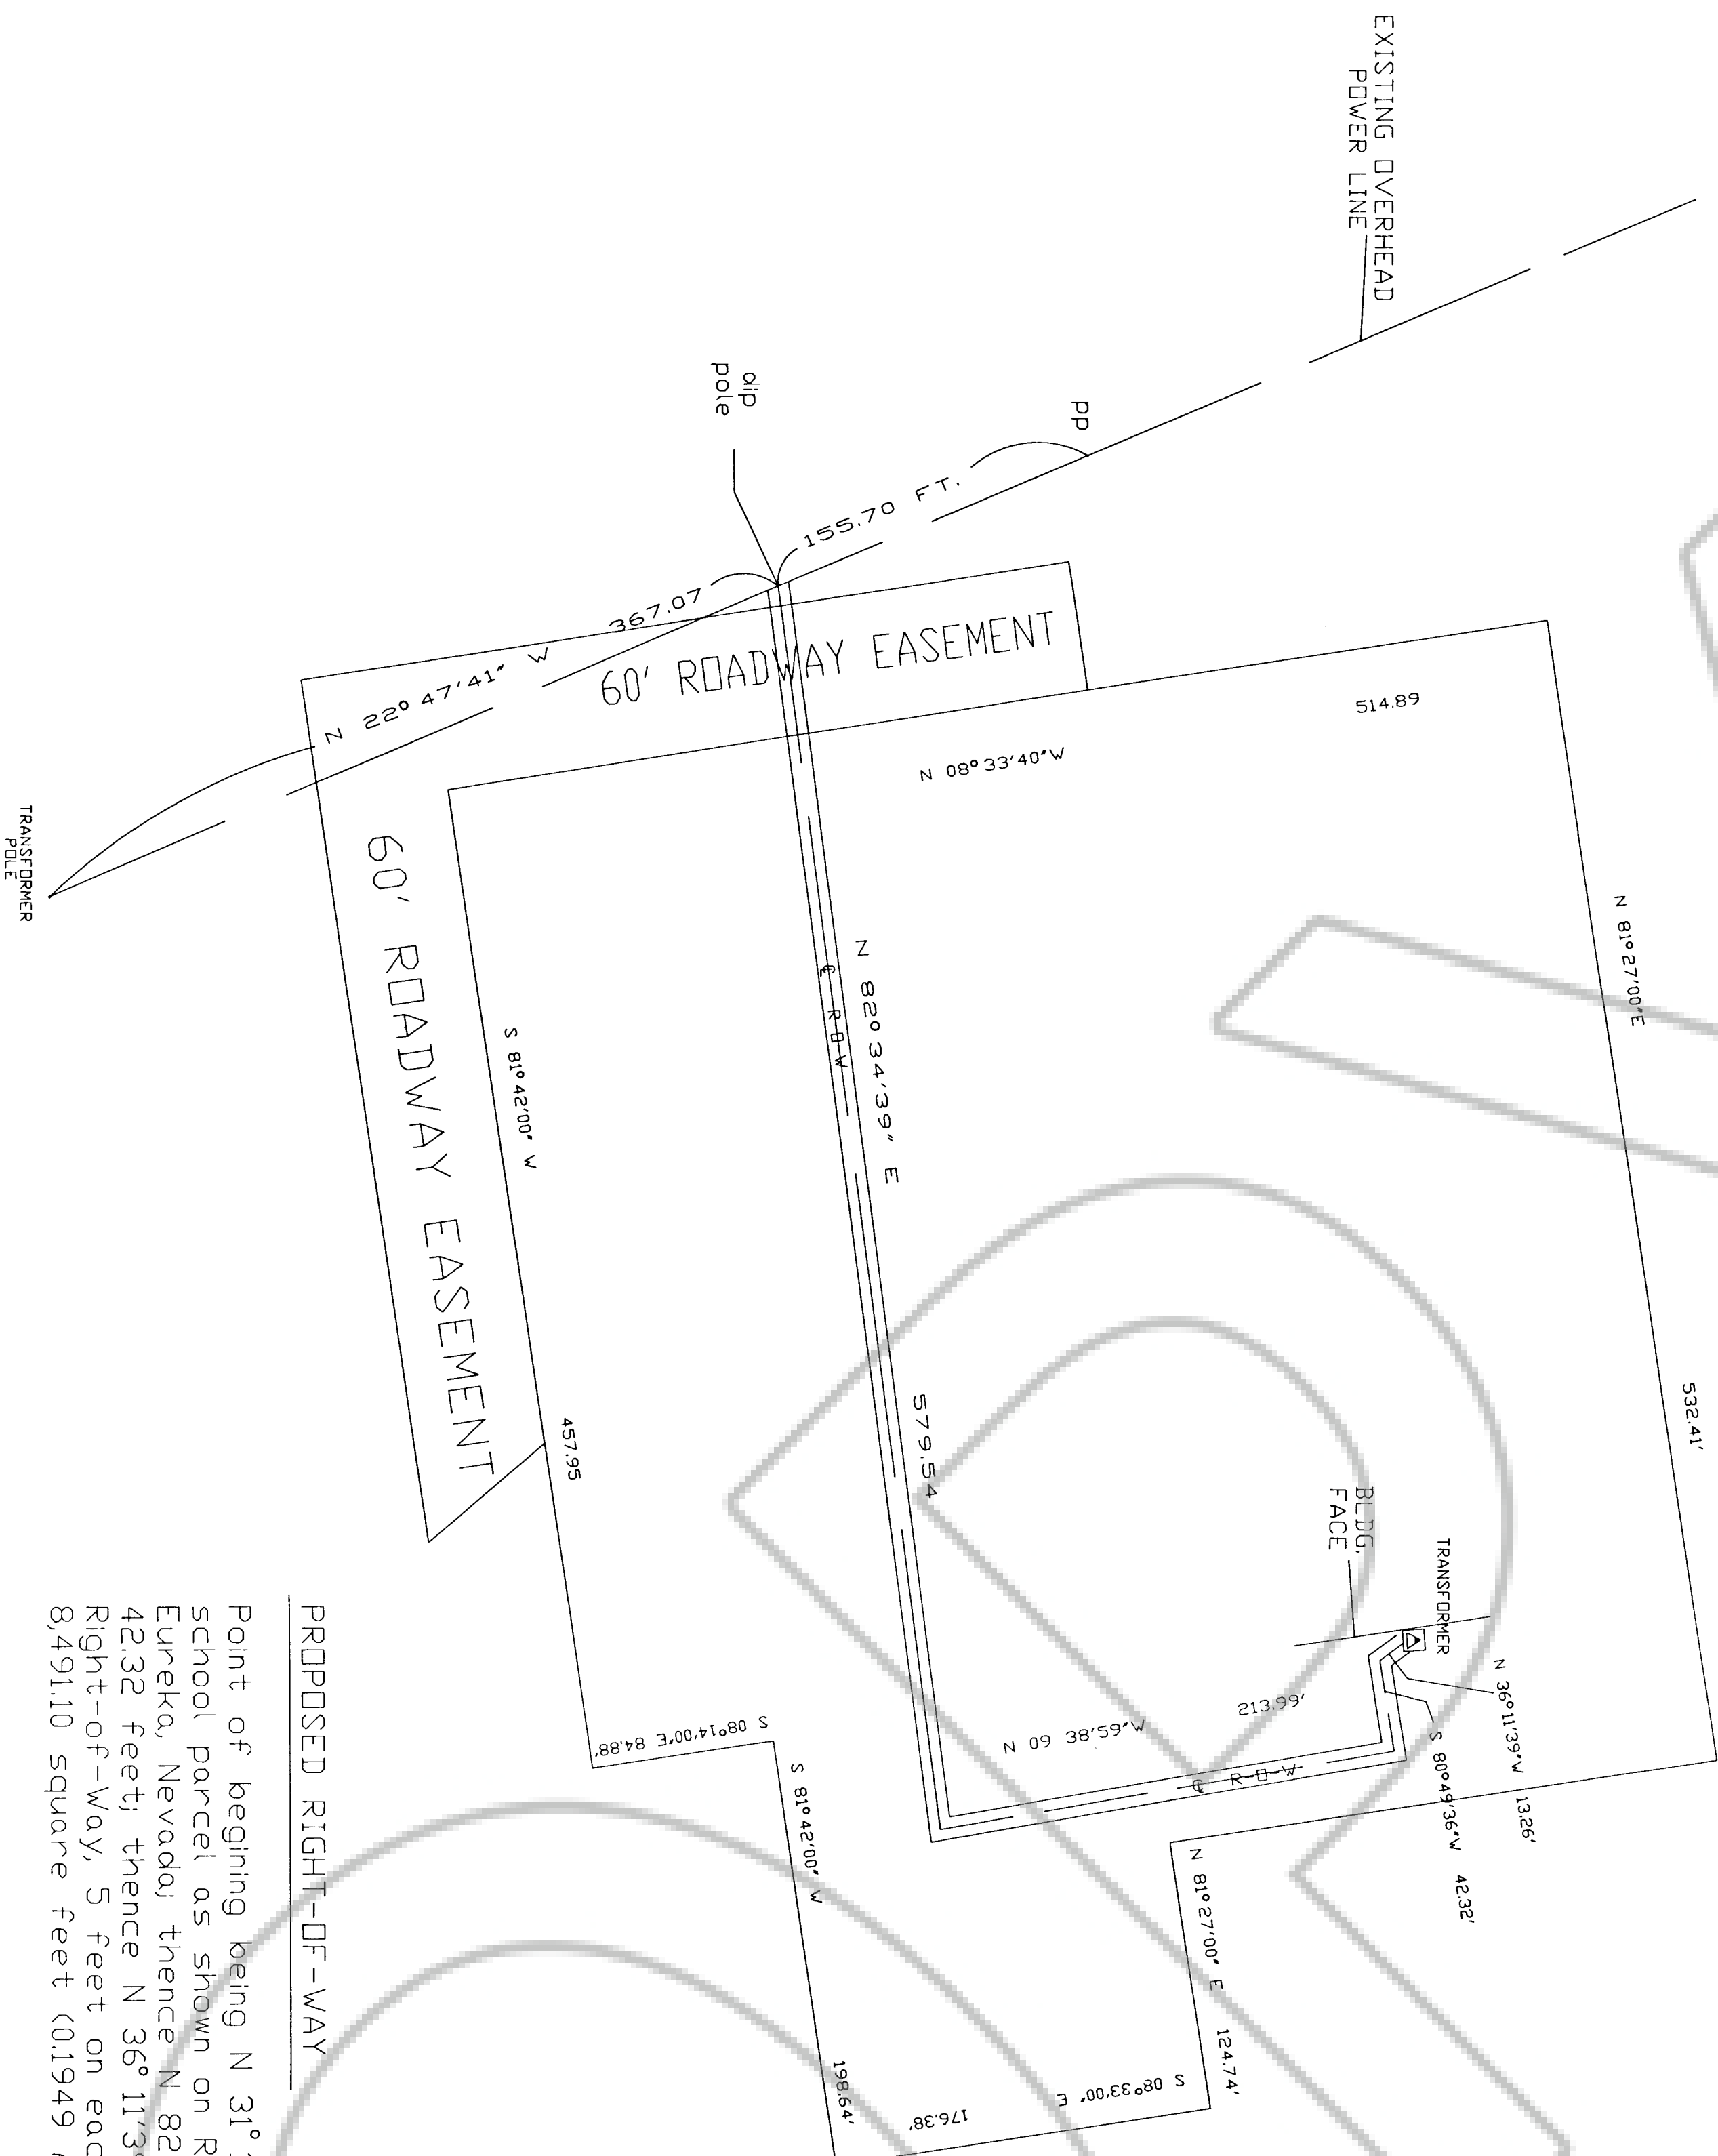 EXISTING OVERHEAD
POWER LINE
pp
dip
pole
155.70 FT.
367.07
N 22° 47'41" W
TRANSFORMER
POLE
60' ROADWAY EASEMENT
60' ROADWAY EASEMENT
514.89
N 08° 33'40"W
N 81° 27'00"E
532.41'
N 82° 34'39" E
℄ R-O-W
579.54
S 81° 42'00" W
457.95
BLDG.
FACE
TRANSFORMER
N 36° 11'39"W 13.26'
S 80° 49'36"W 42.32'
213.99'
N 09 38'59"W
℄ R-O-W
S 08°14'00"E 84.88'
S 81° 42'00" W
198.64'
N 81° 27'00" E 124.74'
S 08°33'00" E
176.38'
PROPOSED RIGHT-OF-WAY
Point of begining being N 31°
school parcel as shown on
Eureka, Nevada; thence N 82
42.32 feet; thence N 36° 11'
Right-of-Way, 5 feet on
8,491.10 square feet (0.1949